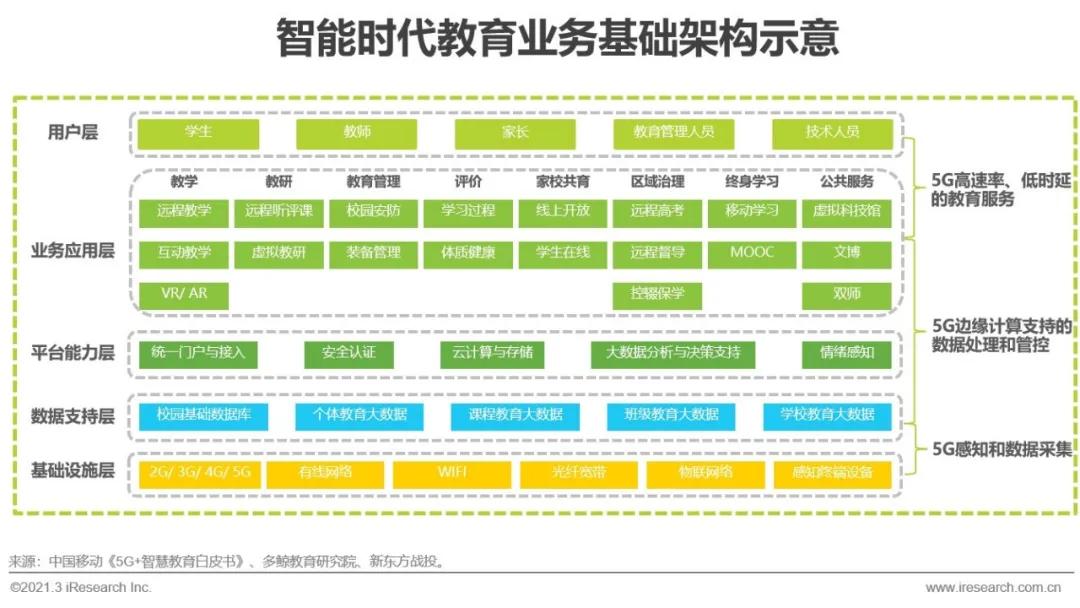 智能时代教育业务基础架构示意
用户层
学生 教师 家长 教育管理人员 技术人员
5G高速率、低时延
的教育服务
业务应用层
教学 教研 教育管理 评价 家校共育 区域治理 终身学习 公共服务
远程教学 远程听评课 校园安防 学习过程 线上开放 远程高考 移动学习 虚拟科技馆
互动教学 虚拟教研 装备管理 体质健康 学生在线 远程督导 MOOC 文博
VR/ AR 控辍保学 双师
5G边缘计算支持的
数据处理和管控
平台能力层
统一门户与接入 安全认证 云计算与存储 大数据分析与决策支持 情绪感知
数据支持层
校园基础数据库 个体教育大数据 课程教育大数据 班级教育大数据 学校教育大数据
5G感知和数据采集
基础设施层
2G/ 3G/ 4G/ 5G 有线网络 WIFI 光纤宽带 物联网络 感知终端设备
来源：中国移动《5G+智慧教育白皮书》、多鲸教育研究院、新东方战投。
©2021.3 iResearch Inc.
www.iresearch.com.cn